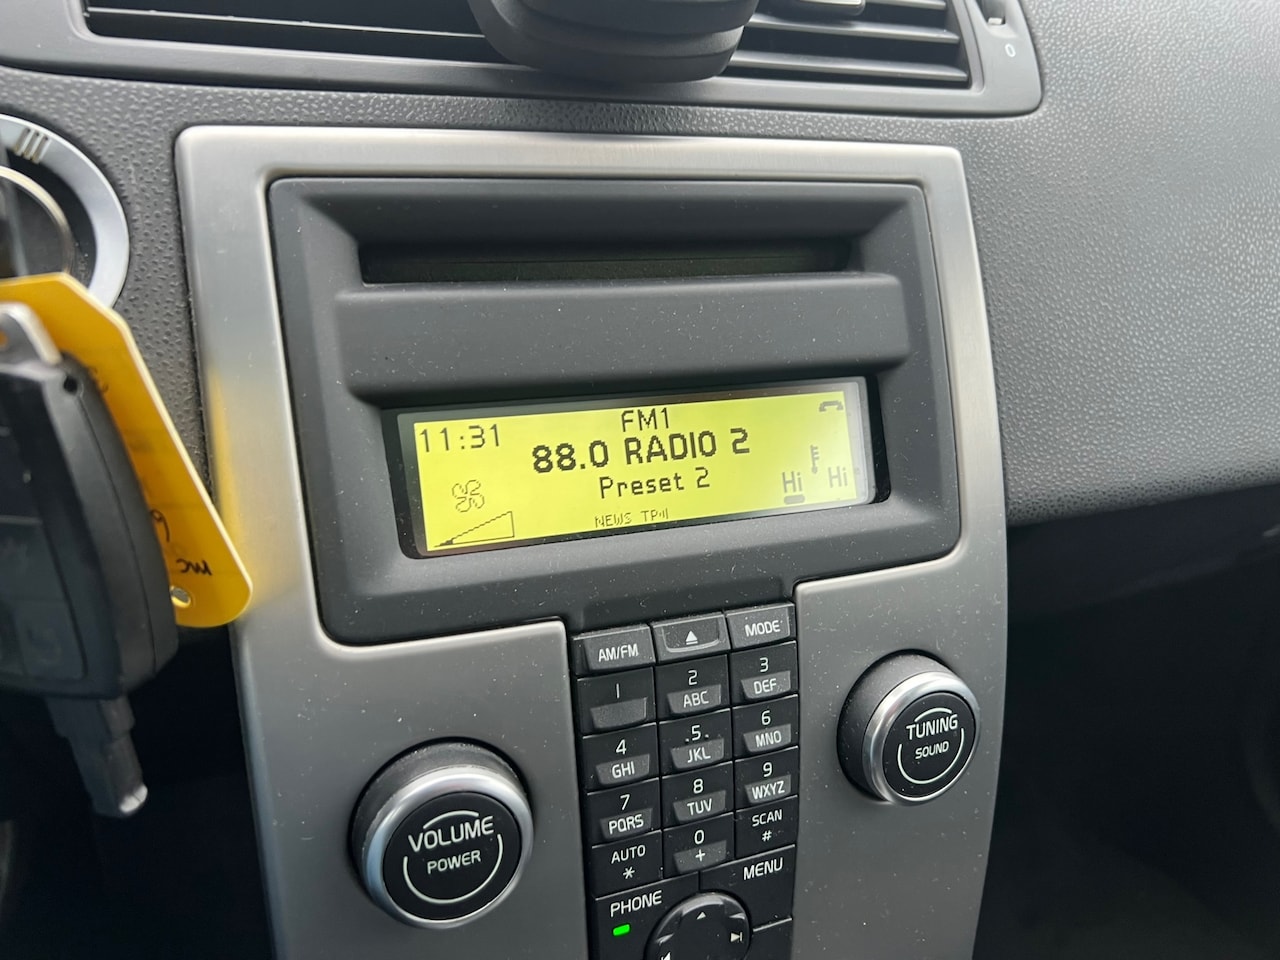 0
11:31
FM1
88.0 RADIO 2
Preset 2
Hi Hi
NEWS TP
AM/FM
MODE
1
2
ABC
3
DEF
4
GHI
5
JKL
6
MNO
7
PQRS
8
TUV
9
WXYZ
AUTO
*
0
+
SCAN
#
PHONE
MENU
VOLUME
POWER
TUNING
SOUND